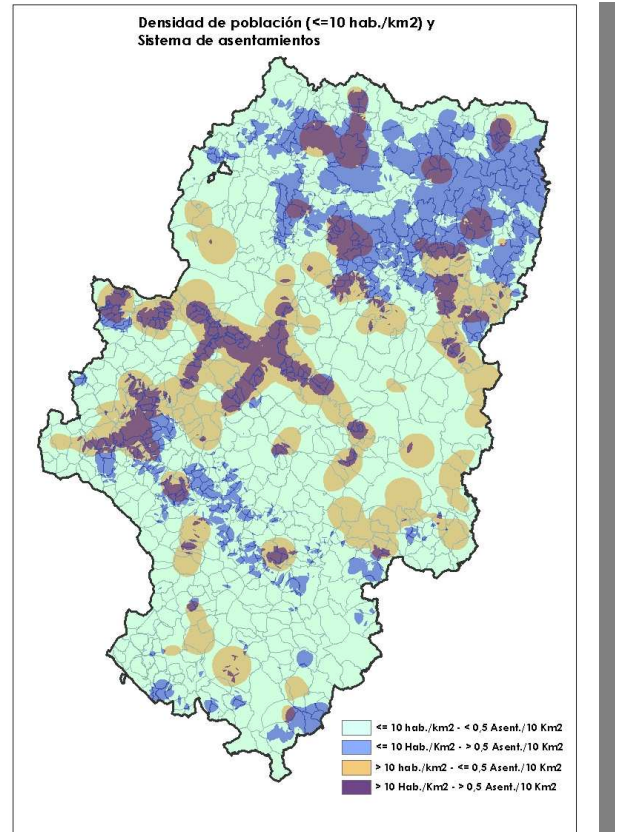 Densidad de población (<=10 hab./km2) y
Sistema de asentamientos
<= 10 hab./km2 - < 0,5 Asent./10 Km2
<= 10 Hab./Km2 - > 0,5 Asent./10 Km2
> 10 hab./km2 - <= 0,5 Asent./10 Km2
> 10 Hab./Km2 - > 0,5 Asent./10 Km2